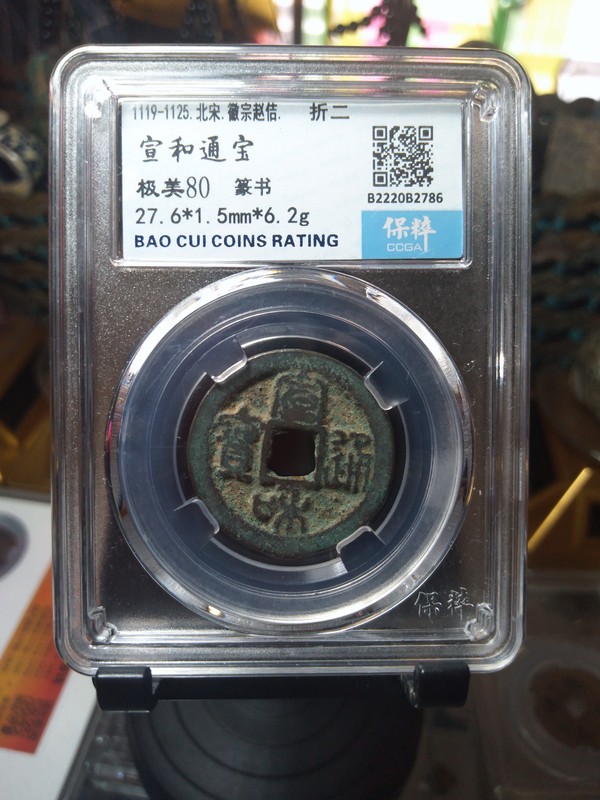 1119-1125.北宋.徽宗赵佶. 折二
宣和通宝
极美80 篆书
27.6*1.5mm*6.2g
BAO CUI COINS RATING
B2220B2786
保粹
CCGA
宣
寳 通
和
保粹